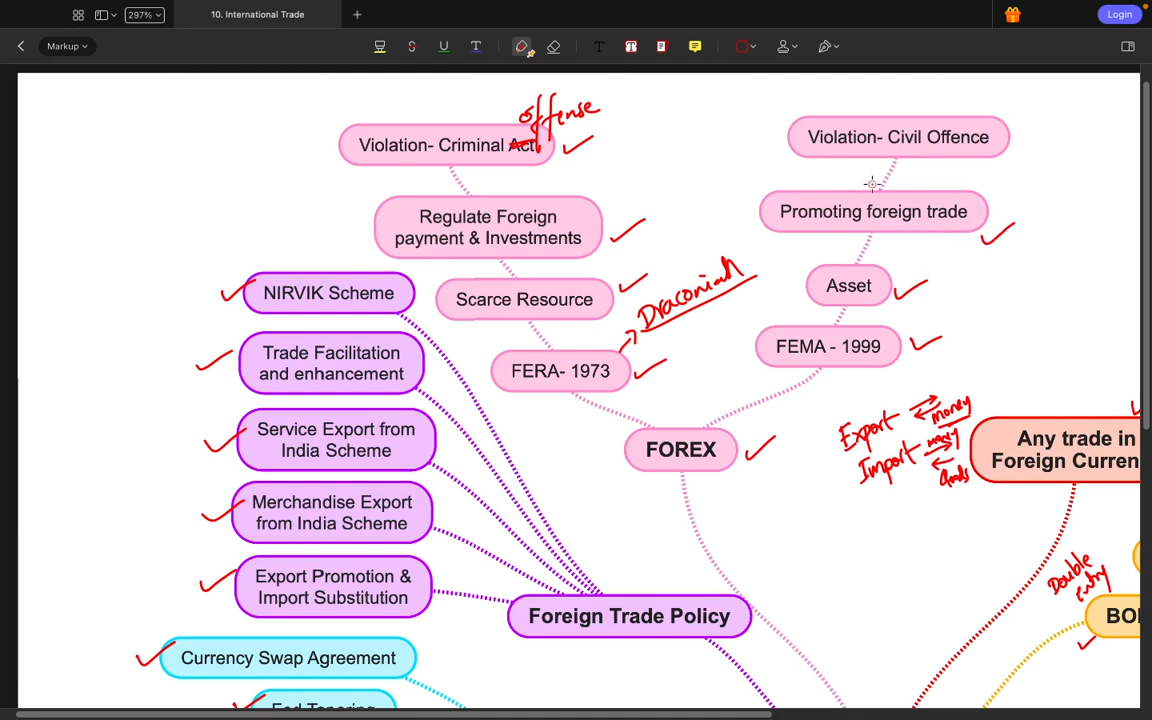 297%
10. International Trade
Login
Markup
offense
Violation- Criminal Act
Violation- Civil Offence
Regulate Foreign
payment & Investments
Promoting foreign trade
NIRVIK Scheme
Scarce Resource
Draconian
Asset
Trade Facilitation
and enhancement
FERA- 1973
FEMA - 1999
Service Export from
India Scheme
FOREX
Export
money
Import
money
Goods
Any trade in
Foreign Curren
Merchandise Export
from India Scheme
Export Promotion &
Import Substitution
Double
entry
Foreign Trade Policy
BO
Currency Swap Agreement
Fed Tapering